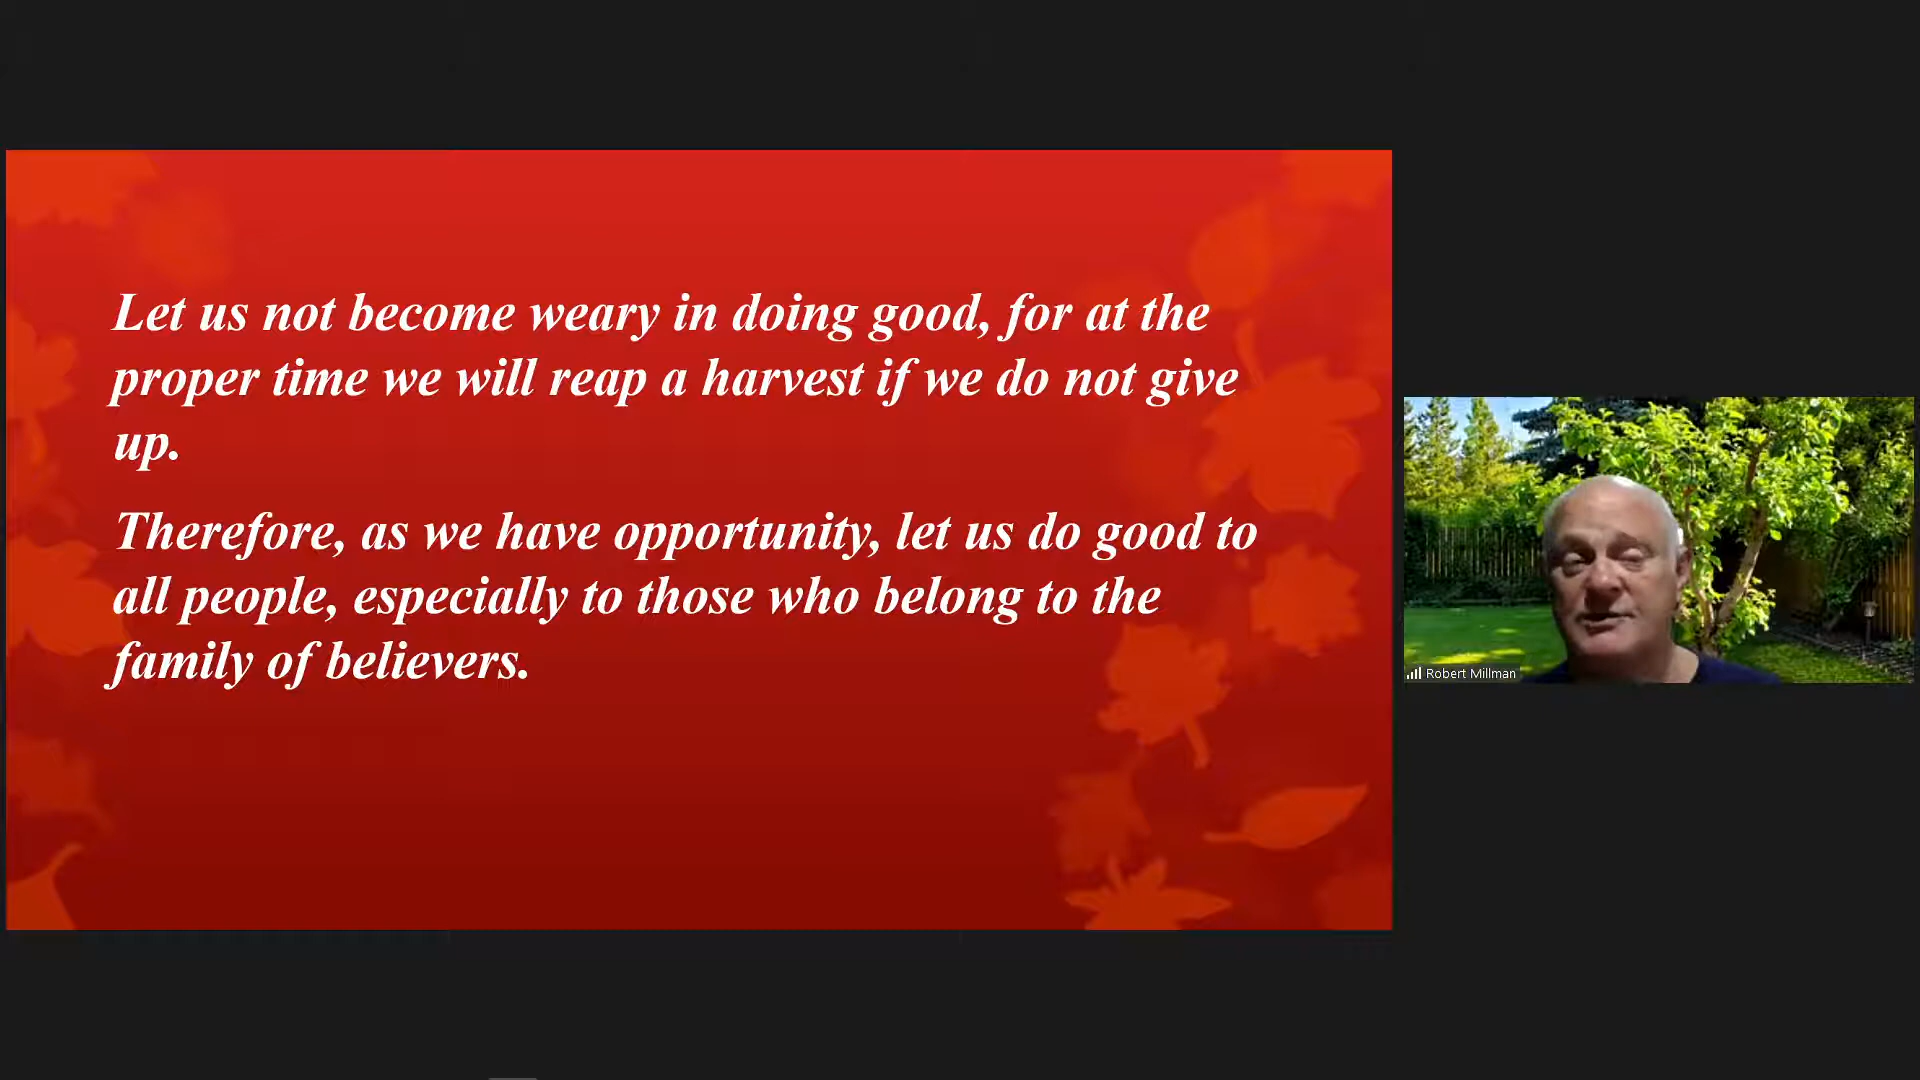 Let us not become weary in doing good, for at the
proper time we will reap a harvest if we do not give
up.
Therefore, as we have opportunity, let us do good to
all people, especially to those who belong to the
family of believers.
Robert Millman